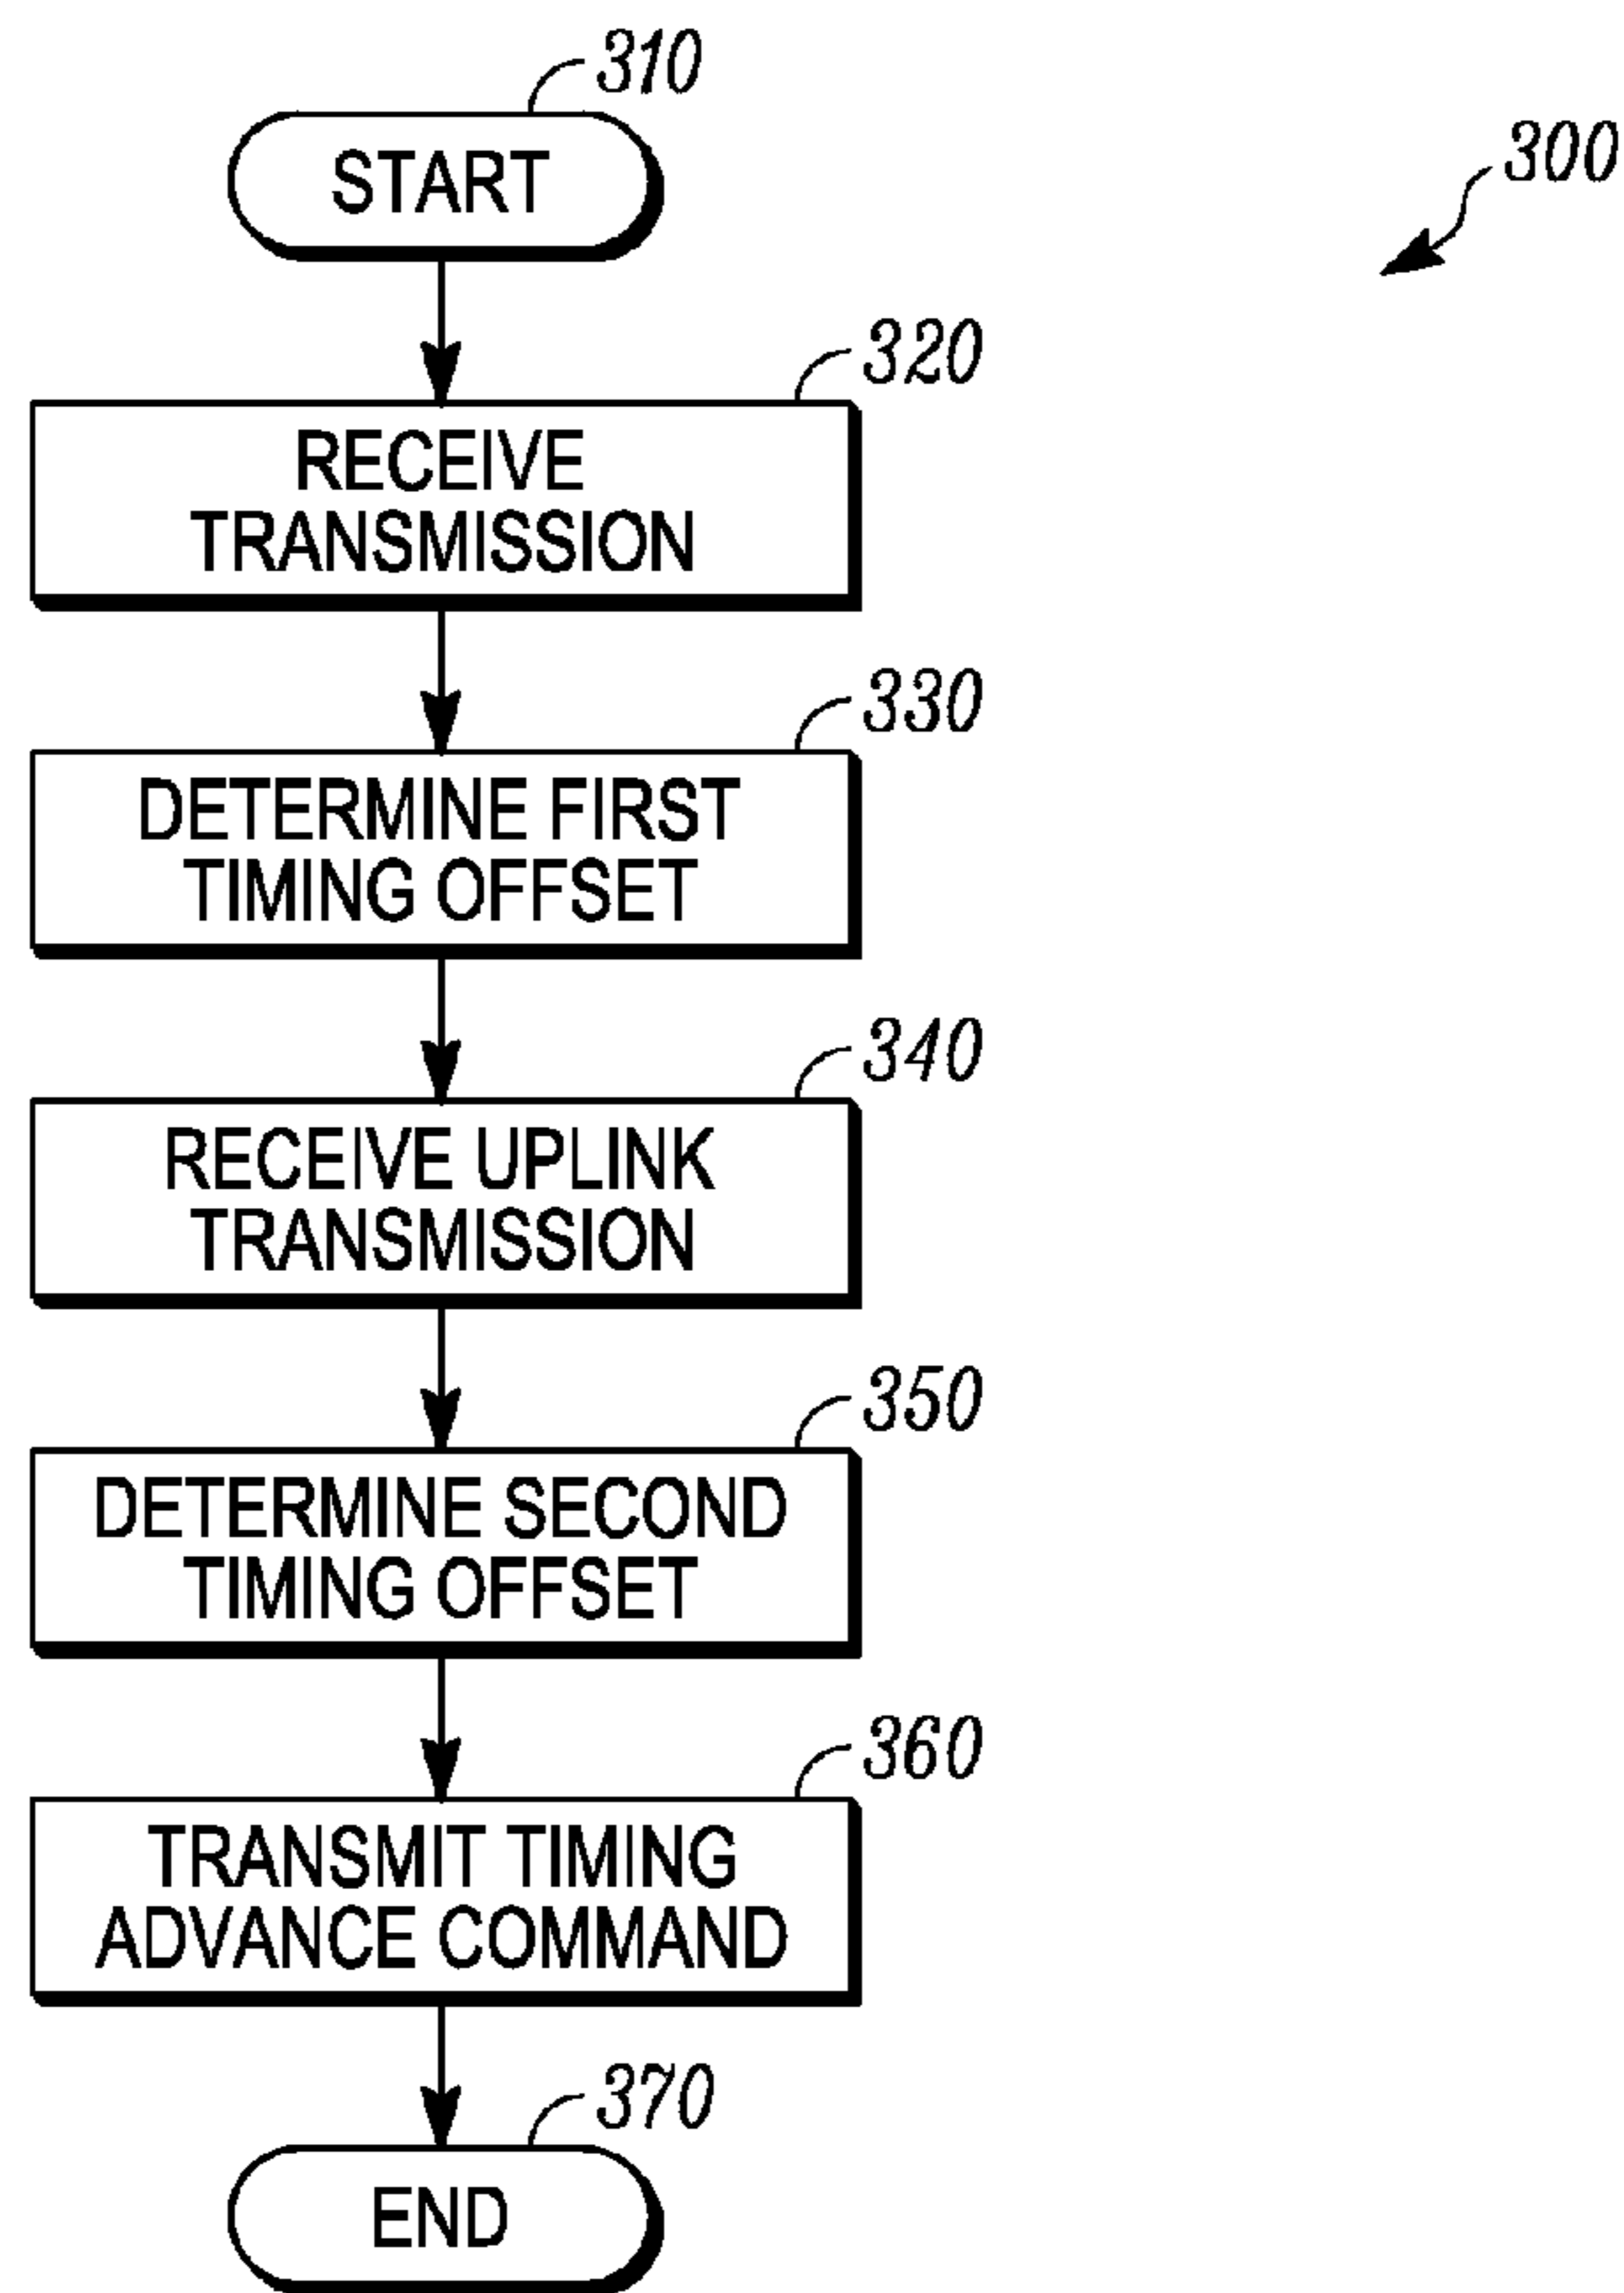 310
START
300
320
RECEIVE
TRANSMISSION
330
DETERMINE FIRST
TIMING OFFSET
340
RECEIVE UPLINK
TRANSMISSION
350
DETERMINE SECOND
TIMING OFFSET
360
TRANSMIT TIMING
ADVANCE COMMAND
370
END